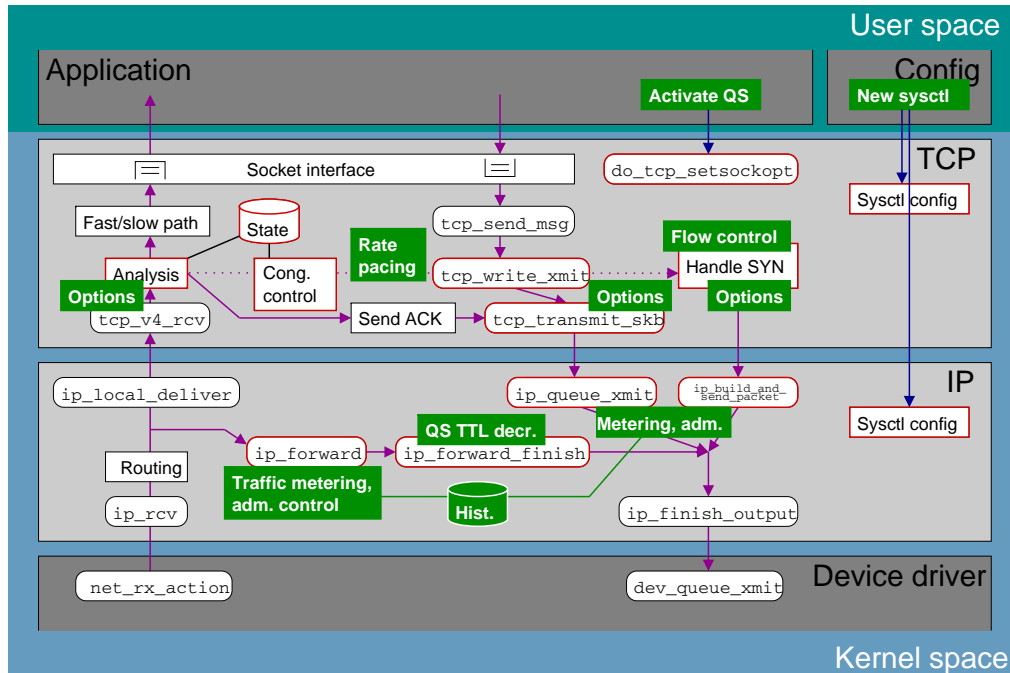 User space
Application
Config
Activate QS
New sysctl
TCP
Socket interface
do_tcp_setsockopt
Sysctl config
Fast/slow path
State
tcp_send_msg
Rate
pacing
Flow control
Analysis
Cong.
control
tcp_write_xmit
Handle SYN
Options
Options
Options
tcp_v4_rcv
Send ACK
tcp_transmit_skb
IP
ip_local_deliver
ip_queue_xmit
ip_build_and_
send_packet
Sysctl config
QS TTL decr.
Metering, adm.
ip_forward
ip_forward_finish
Routing
Traffic metering,
adm. control
Hist.
ip_rcv
ip_finish_output
Device driver
net_rx_action
dev_queue_xmit
Kernel space